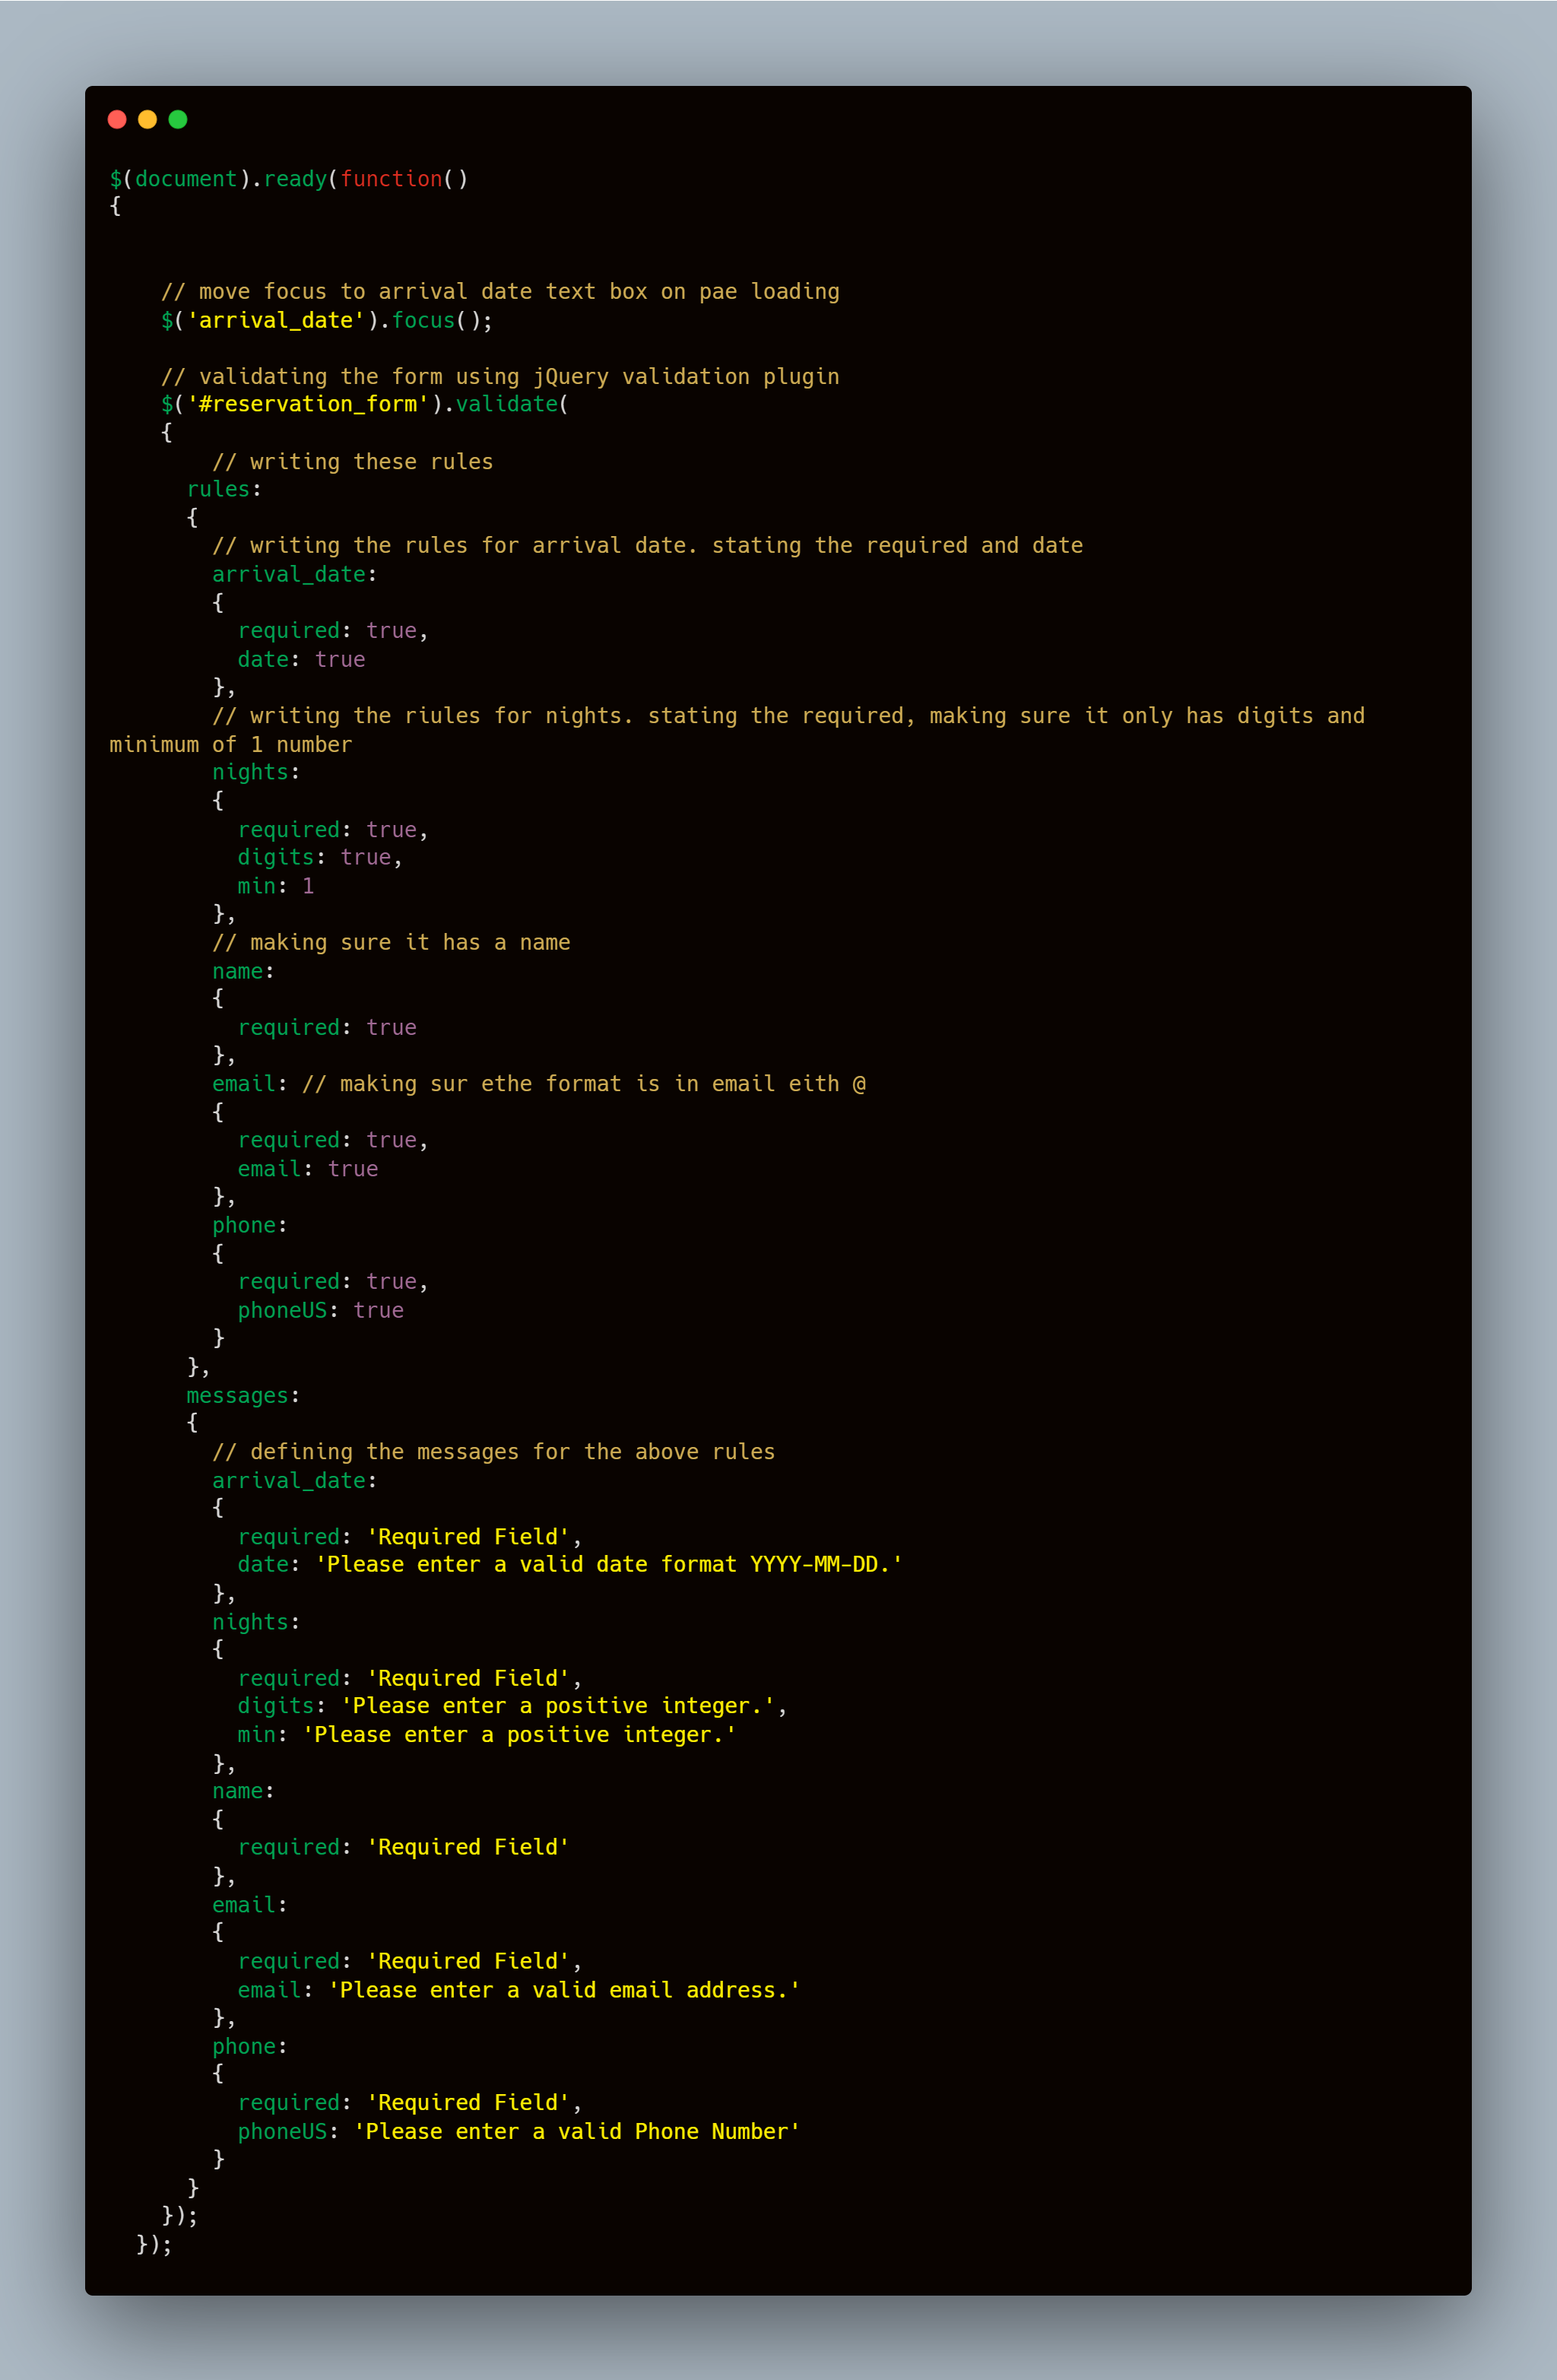 $(document).ready(function()
{
// move focus to arrival date text box on pae loading
$('arrival_date').focus();
// validating the form using jQuery validation plugin
$('#reservation_form').validate(
{
// writing these rules
rules:
{
// writing the rules for arrival date. stating the required and date
arrival_date:
{
required: true,
date: true
},
// writing the riules for nights. stating the required, making sure it only has digits and
minimum of 1 number
nights:
{
required: true,
digits: true,
min: 1
},
// making sure it has a name
name:
{
required: true
},
email: // making sur ethe format is in email eith @
{
required: true,
email: true
},
phone:
{
required: true,
phoneUS: true
}
},
messages:
{
// defining the messages for the above rules
arrival_date:
{
required: 'Required Field',
date: 'Please enter a valid date format YYYY-MM-DD.'
},
nights:
{
required: 'Required Field',
digits: 'Please enter a positive integer.',
min: 'Please enter a positive integer.'
},
name:
{
required: 'Required Field'
},
email:
{
required: 'Required Field',
email: 'Please enter a valid email address.'
},
phone:
{
required: 'Required Field',
phoneUS: 'Please enter a valid Phone Number'
}
}
});
});